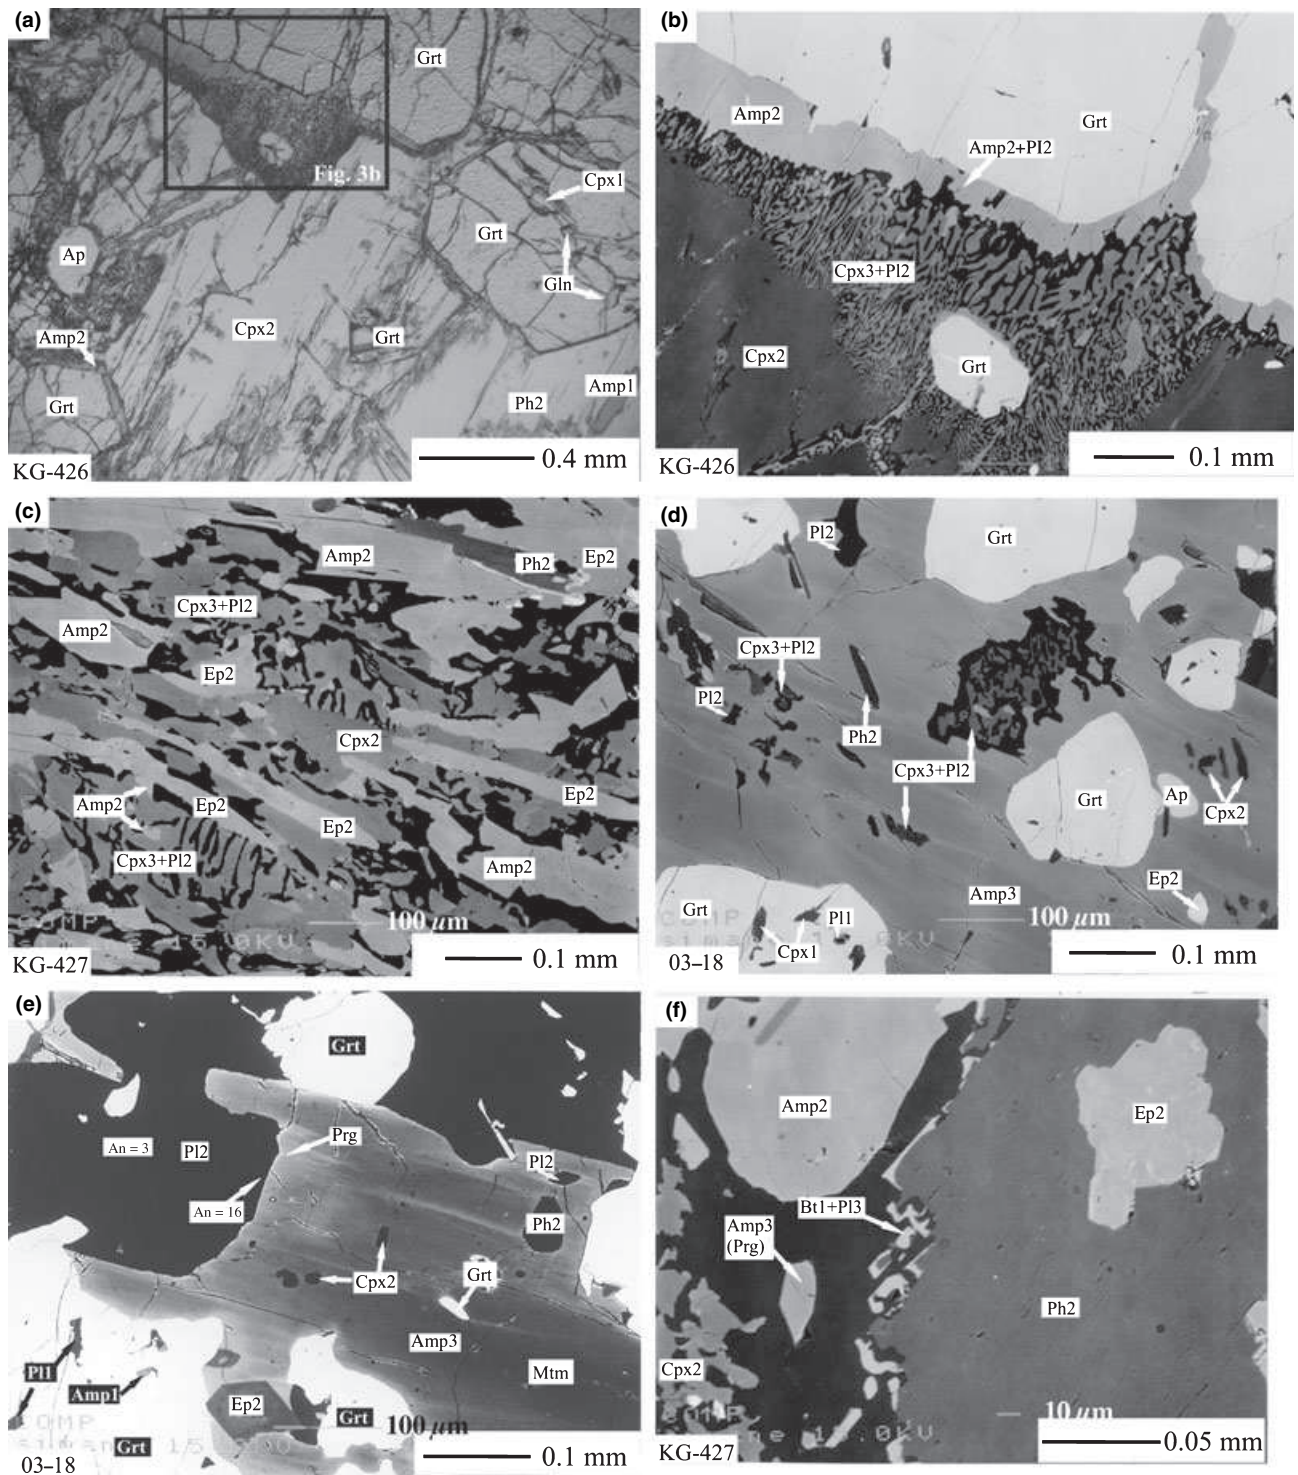 (a)
Grt
Fig. 3b
Cpx1
Grt
Ap
Gln
Cpx2
Grt
Amp2
Amp1
Grt
Ph2
0.4 mm
KG-426
(b)
Amp2
Grt
Amp2+Pl2
Cpx3+Pl2
Cpx2
Grt
0.1 mm
KG-426
(c)
Amp2
Ph2
Ep2
Cpx3+Pl2
Amp2
Ep2
Cpx2
Amp2
Ep2
Ep2
Ep2
Cpx3+Pl2
Amp2
100 μm
15.0KV
0.1 mm
KG-427
(d)
Pl2
Grt
Cpx3+Pl2
Pl2
Ph2
Cpx3+Pl2
Grt
Ap
Cpx2
Ep2
Amp3
Grt
Pl1
Cpx1
100 μm
0.1 mm
03–18
(e)
Grt
An = 3
Pl2
Prg
Pl2
An = 16
Ph2
Cpx2
Grt
Amp3
Mtm
Pl1
Amp1
Ep2
Grt
100 μm
Grt
0.1 mm
03–18
(f)
Amp2
Ep2
Bt1+Pl3
Amp3
(Prg)
Ph2
Cpx2
10 μm
0.05 mm
KG-427